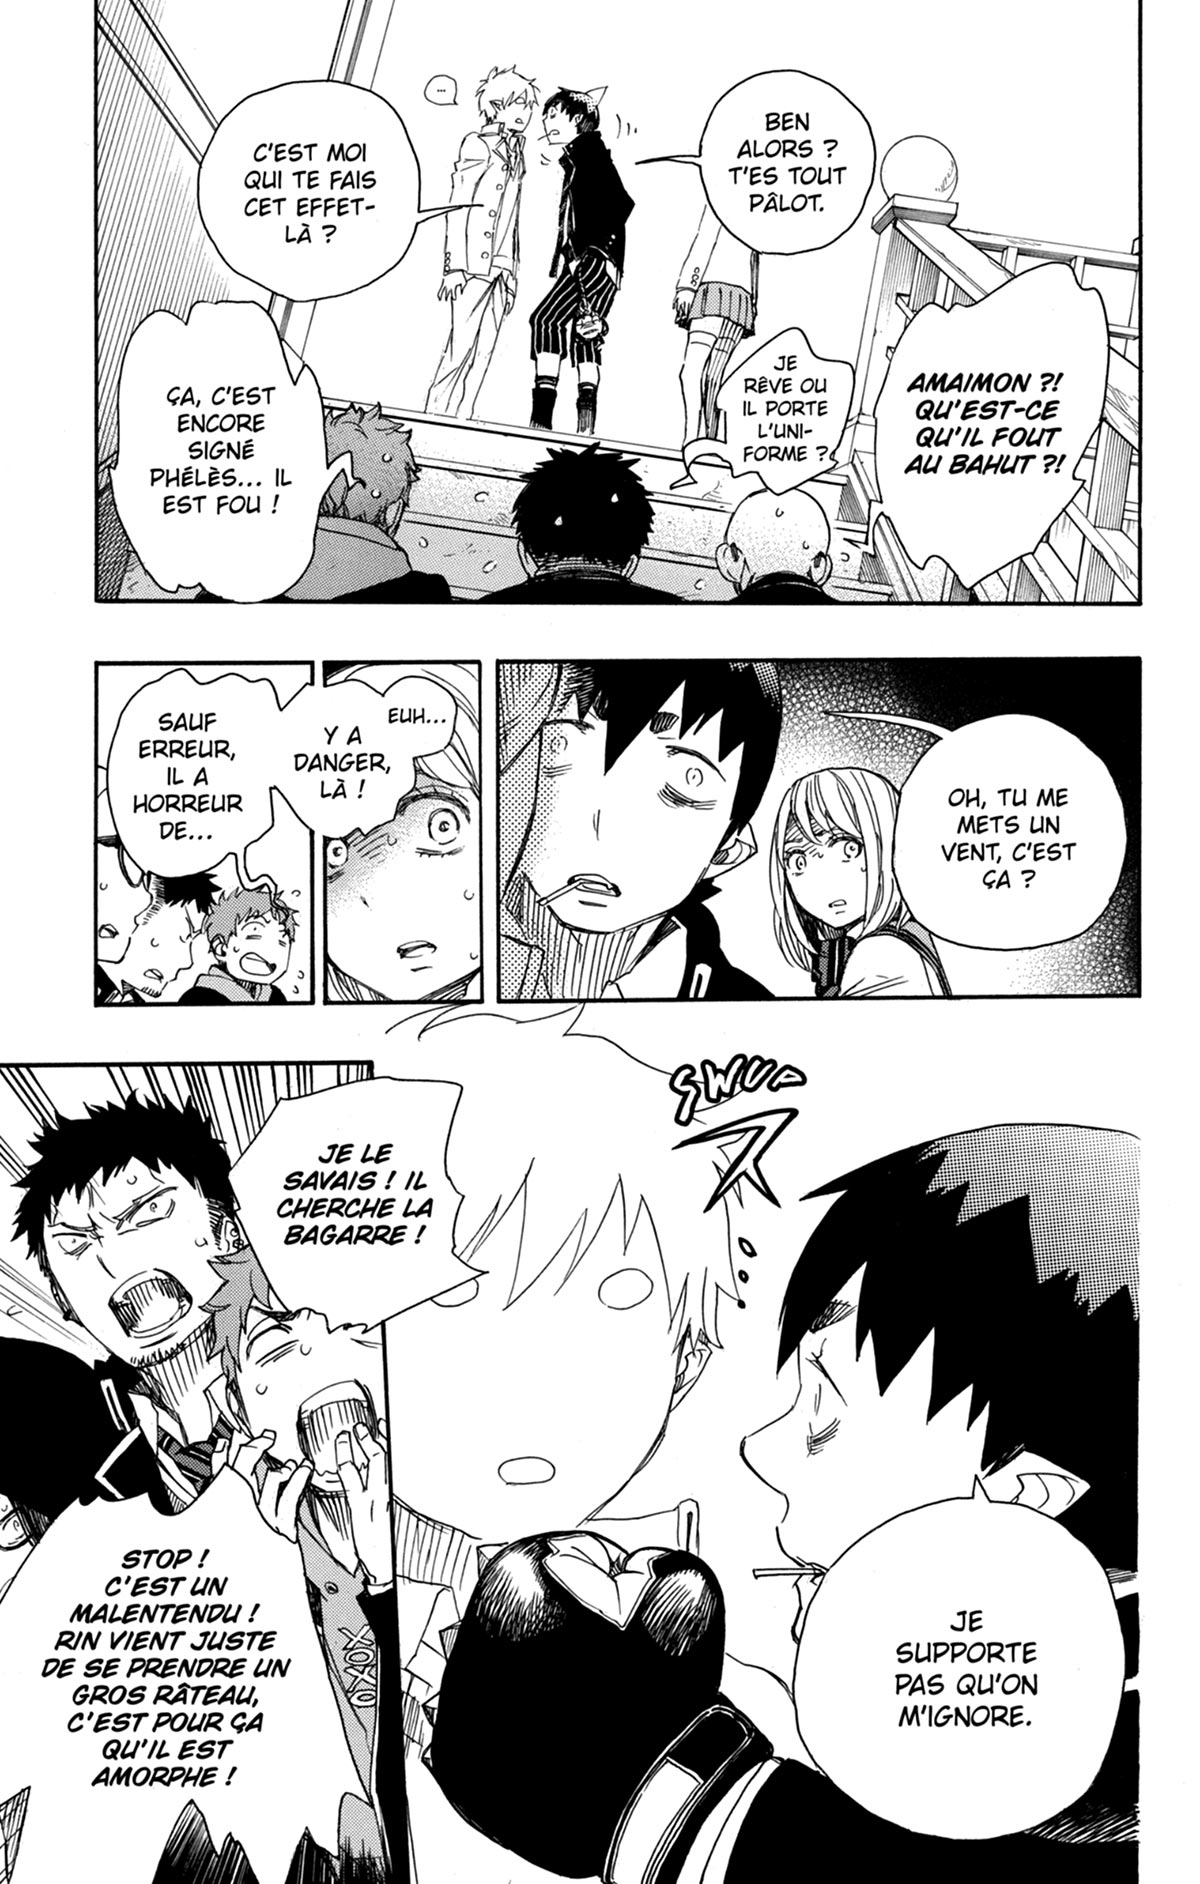 BEN
ALORS ?
T'ES TOUT
PÂLOT.
...
C'EST MOI
QUI TE FAIS
CET EFFET-
LÀ ?
AMAIMON ?!
QU'EST-CE
QU'IL FOUT
AU BAHUT ?!
JE
RÊVE OU
IL PORTE
L'UNI-
FORME ?
ÇA, C'EST
ENCORE
SIGNÉ
PHÉLÈS... IL
EST FOU !
OH, TU ME
METS UN
VENT, C'EST
ÇA ?
EUH...
Y A
DANGER,
LÀ !
SAUF
ERREUR,
IL A
HORREUR
DE...
SWUP
ス
...
JE
SUPPORTE
PAS QU'ON
M'IGNORE.
JE LE
SAVAIS ! IL
CHERCHE LA
BAGARRE !
STOP !
C'EST UN
MALENTENDU !
RIN VIENT JUSTE
DE SE PRENDRE UN
GROS RÂTEAU,
C'EST POUR ÇA
QU'IL EST
AMORPHE !